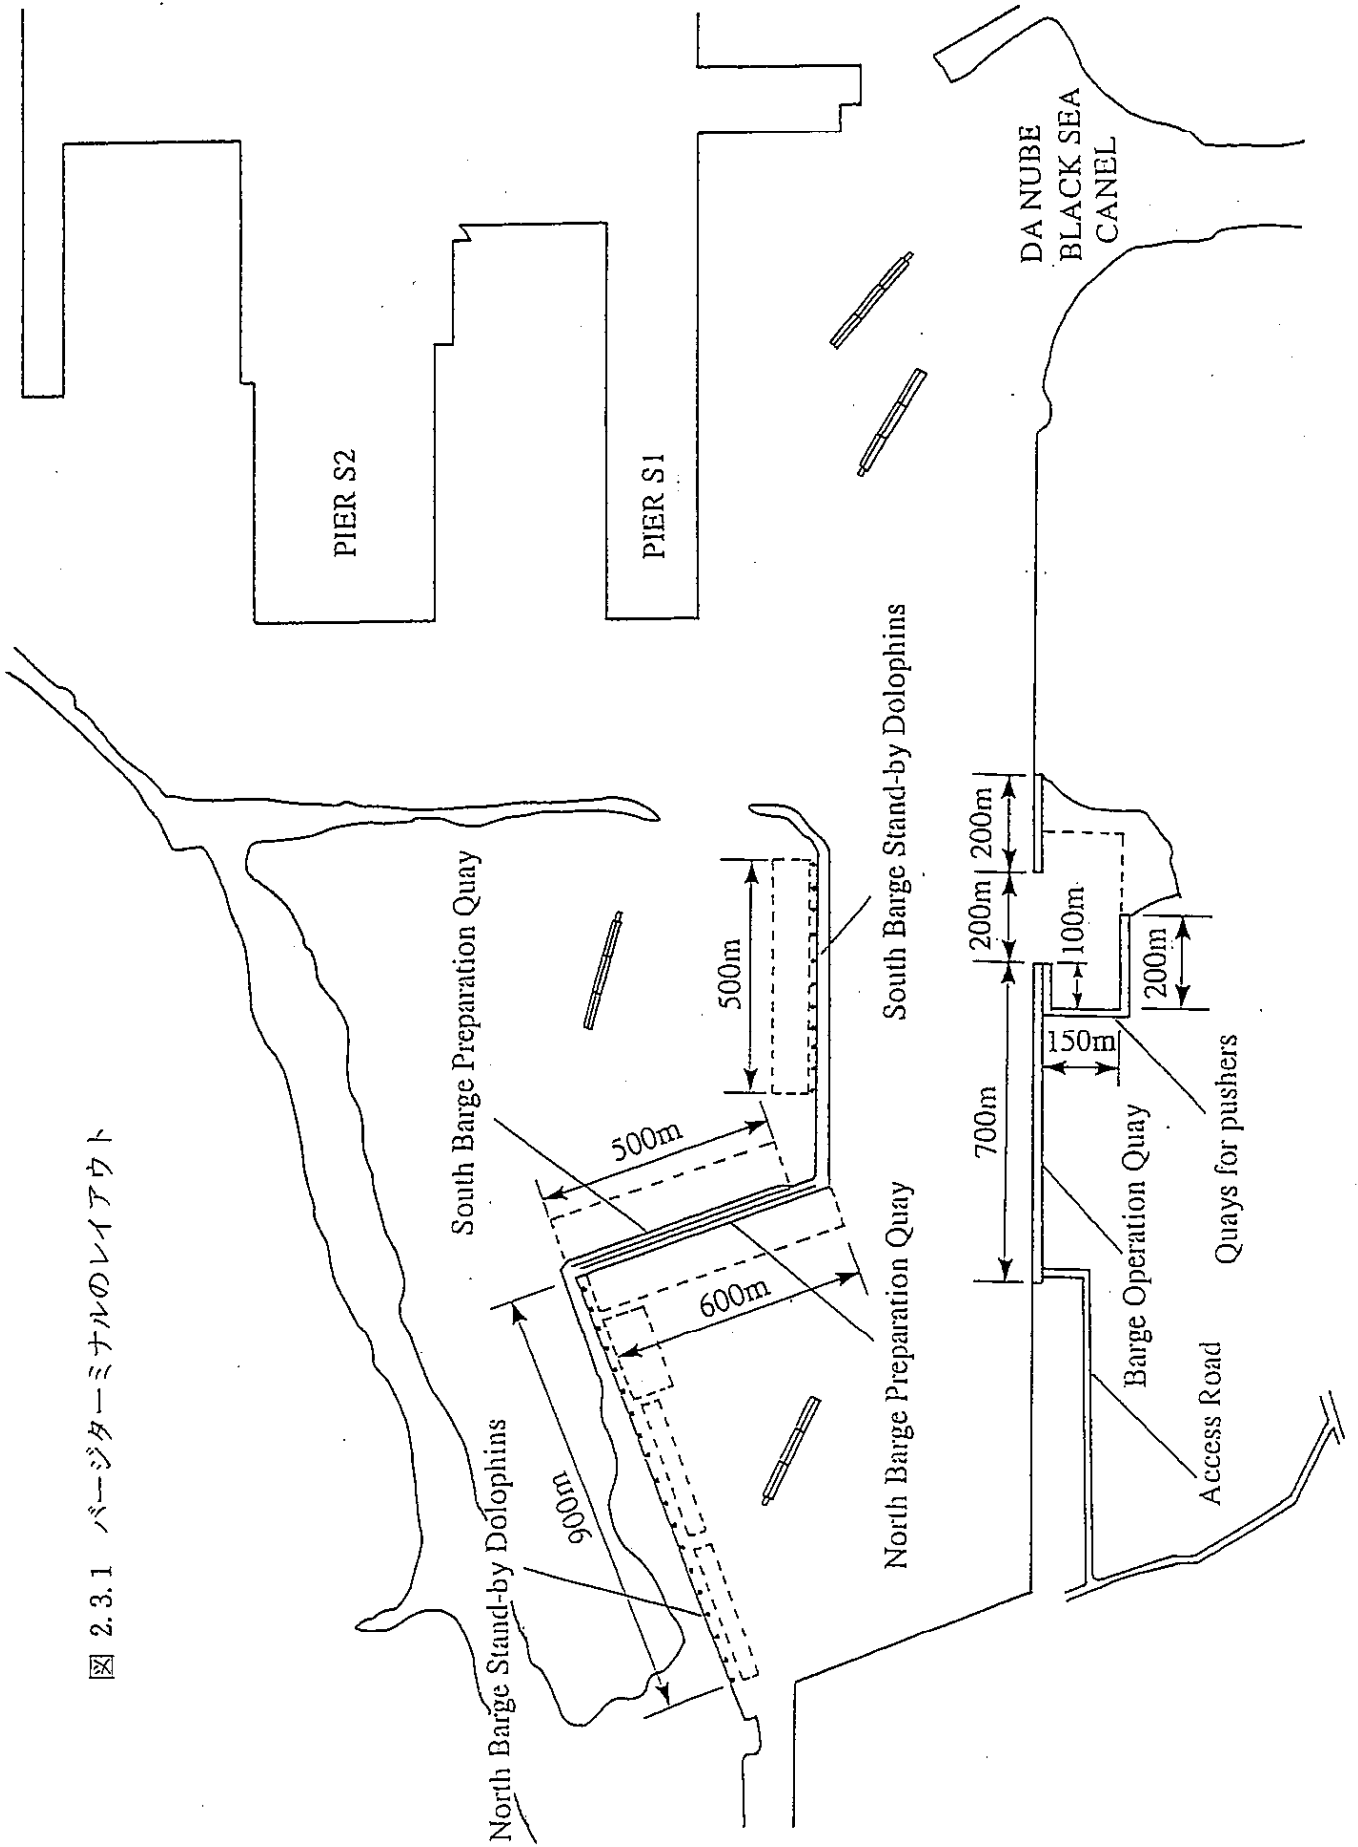 図 2.3.1 バージターミナルのレイアウト
PIER S2
PIER S1
DA NUBE
BLACK SEA
CANEL
North Barge Stand-by Dolophins
South Barge Preparation Quay
900m
500m
500m
600m
North Barge Preparation Quay
South Barge Stand-by Dolophins
700m
200m
200m
100m
150m
200m
Access Road
Barge Operation Quay
Quays for pushers